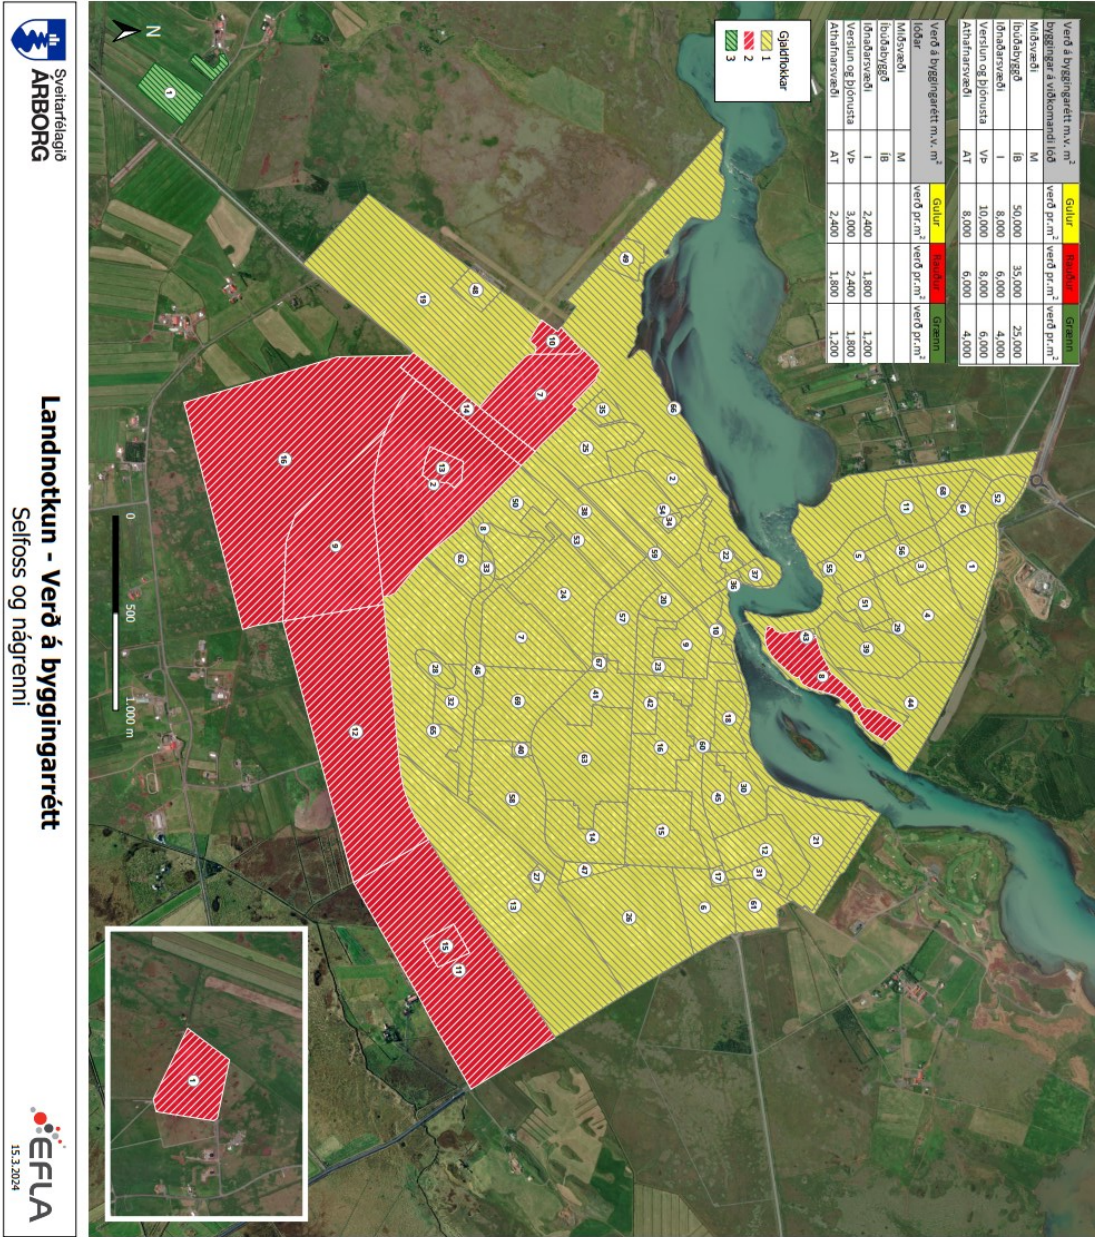 Verð á byggingarétt m.v. m² byggingar á viðkomandi lóð Gulur verð pr.m² Rauður verð pr.m² Grænn verð pr.m²
Miðsvæði M
Íbúðabyggð ÍB 50,000 35,000 25,000
Iðnaðarsvæði I 8,000 6,000 4,000
Verslun og þjónusta VÞ 10,000 8,000 6,000
Athafnarsvæði AT 8,000 6,000 4,000
Verð á byggingarétt m.v. m² lóðar Gulur verð pr.m² Rauður verð pr.m² Grænn verð pr.m²
Miðsvæði M
Íbúðabyggð ÍB
Iðnaðarsvæði I 2,400 1,800 1,200
Verslun og þjónusta VÞ 3,000 2,400 1,800
Athafnarsvæði AT 2,400 1,800 1,200
Gjaldflokkar
1
2
3
N
0 500 1.000 m
Sveitarfélagið
ÁRBORG
Landnotkun - Verð á byggingarrétt
Selfoss og nágrenni
EFLA
15.3.2024